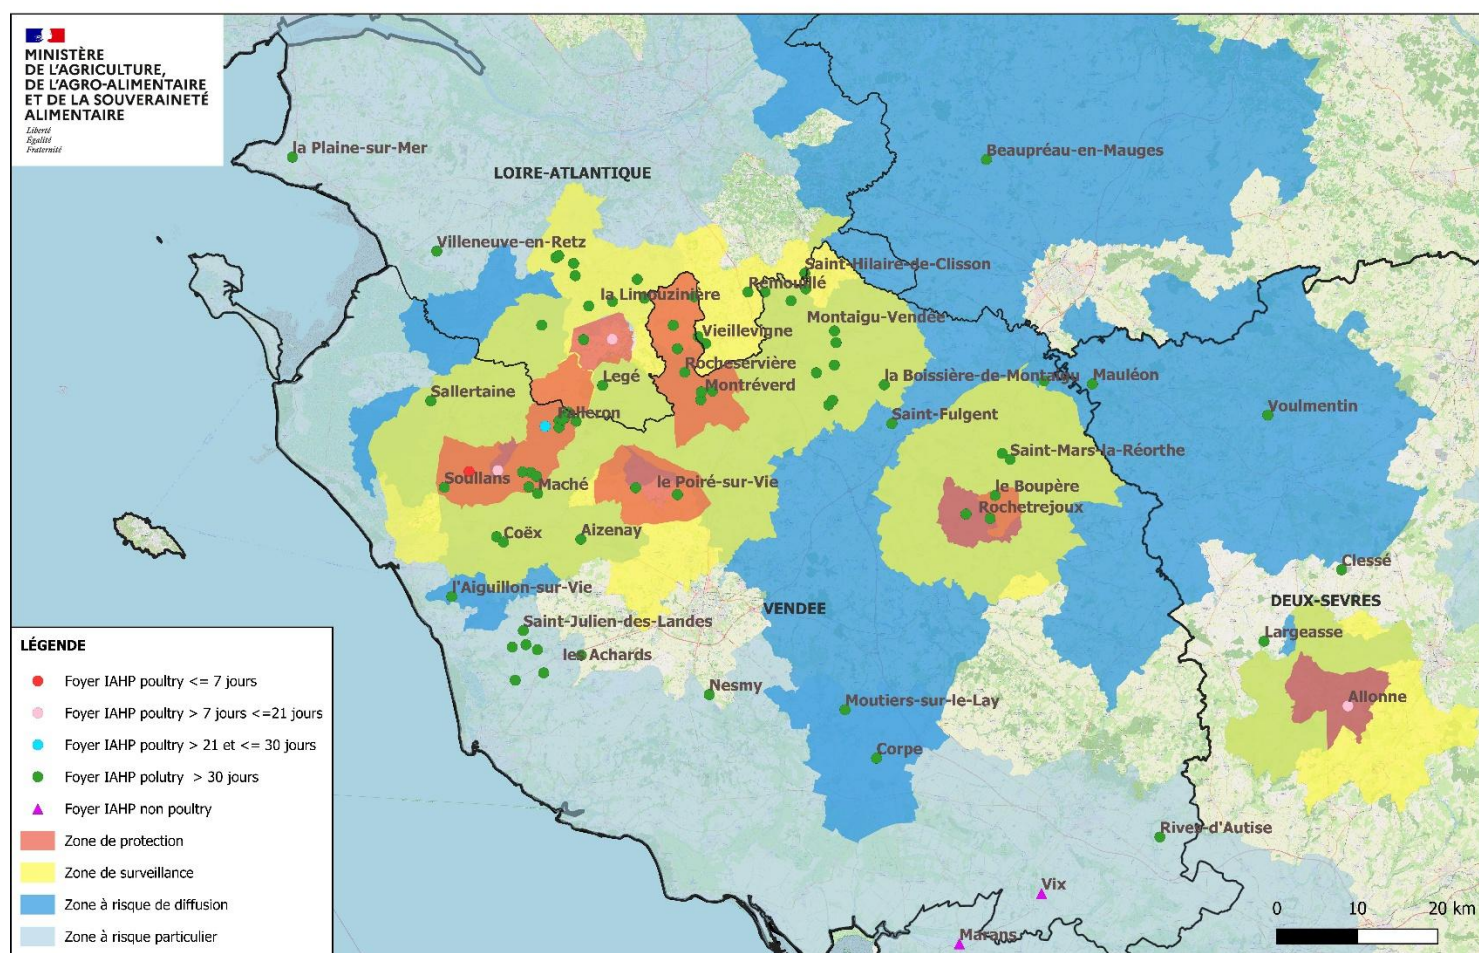 MINISTÈRE
DE L'AGRICULTURE,
DE L'AGRO-ALIMENTAIRE
ET DE LA SOUVERAINETÉ
ALIMENTAIRE
Liberté
Égalité
Fraternité
la Plaine-sur-Mer
Beaupréau-en-Mauges
LOIRE-ATLANTIQUE
Villeneuve-en-Retz
Saint-Hilaire-de-Clisson
la Limouzinière
Remouillé
Montaigu-Vendée
Vieillevigne
Rocheservière
Legé
Montréverd
la Boissière-de-Montaigu
Mauléon
Sallertaine
Voulmentin
Falleron
Saint-Fulgent
Saint-Mars-la-Réorthe
Soullans
Maché
le Poiré-sur-Vie
le Boupère
Rochetrejoux
Coëx
Aizenay
Clessé
l'Aiguillon-sur-Vie
VENDEE
DEUX-SEVRES
Saint-Julien-des-Landes
Largeasse
les Achards
Nesmy
Moutiers-sur-le-Lay
Allonne
Corpe
Rives-d'Autise
Vix
Marans
LÉGENDE
Foyer IAHP poultry <= 7 jours
Foyer IAHP poultry > 7 jours <=21 jours
Foyer IAHP poultry > 21 et <= 30 jours
Foyer IAHP polutry > 30 jours
Foyer IAHP non poultry
Zone de protection
Zone de surveillance
Zone à risque de diffusion
Zone à risque particulier
0 10 20 km